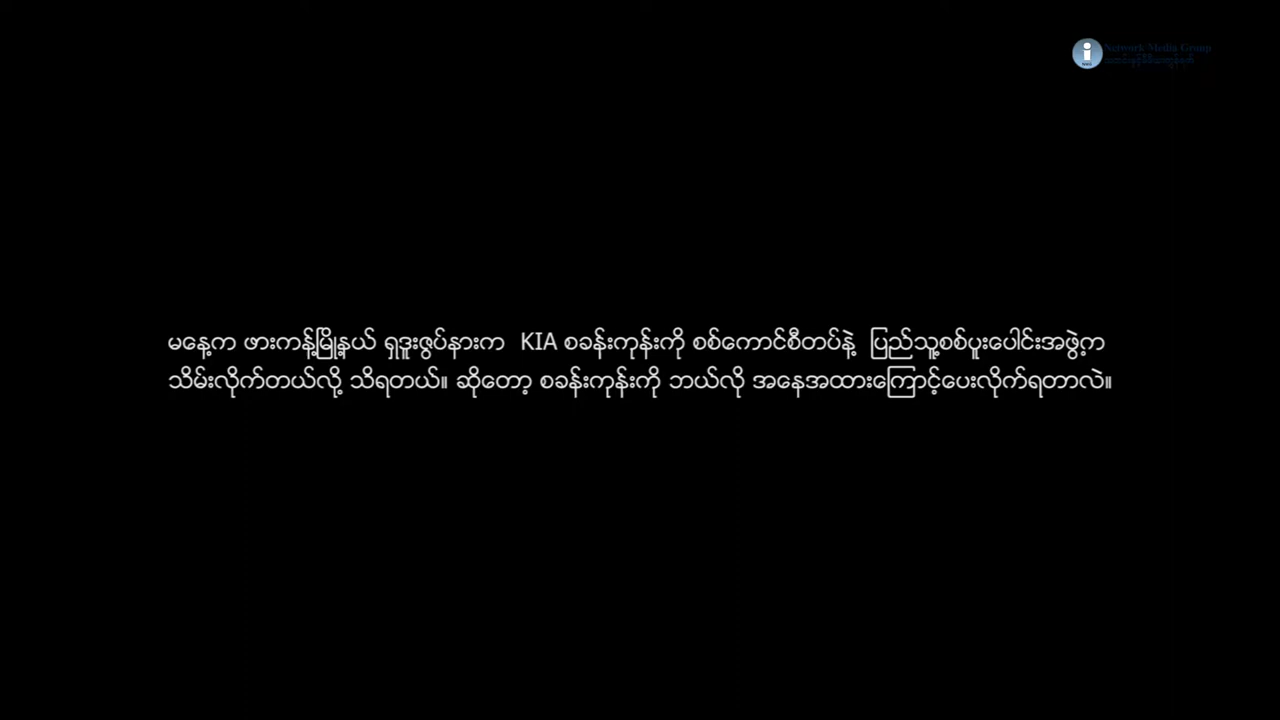 Network Media Group
မနေ့က ဖားကန့်မြို့နယ် ရှဒူးဇွပ်နားက KIA စခန်းကုန်းကို စစ်ကောင်စီတပ်နဲ့ ပြည်သူ့စစ်ပူးပေါင်းအဖွဲ့က
သိမ်းလိုက်တယ်လို့ သိရတယ်။ ဆိုတော့ စခန်းကုန်းကို ဘယ်လို အနေအထားကြောင့်ပေးလိုက်ရတာလဲ။